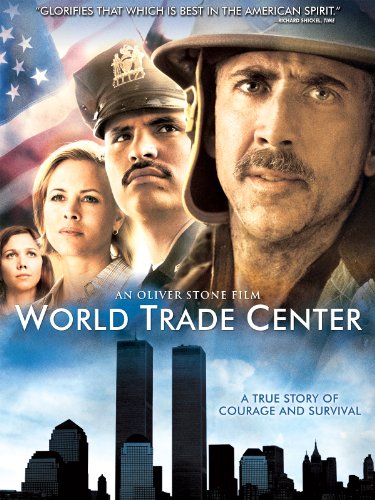 "GLORIFIES THAT WHICH IS BEST IN THE AMERICAN SPIRIT."
RICHARD SHICKEL, TIME
AN OLIVER STONE FILM
WORLD TRADE CENTER
A TRUE STORY OF
COURAGE AND SURVIVAL